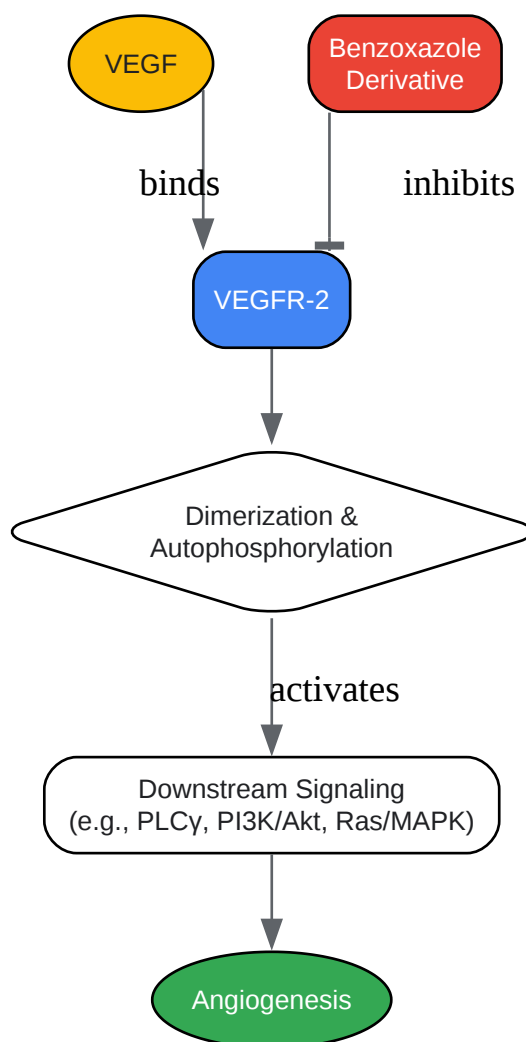 VEGF
Benzoxazole
Derivative
binds
inhibits
VEGFR-2
Dimerization &
Autophosphorylation
activates
Downstream Signaling
(e.g., PLCγ, PI3K/Akt, Ras/MAPK)
Angiogenesis